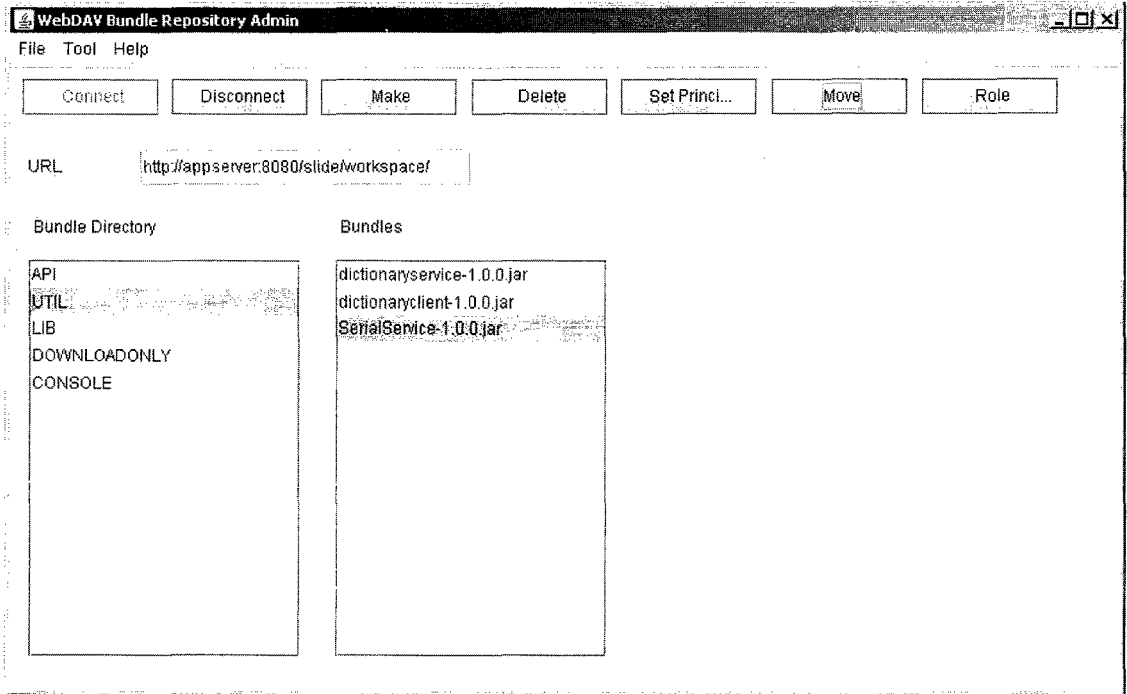 WebDAV Bundle Repository Admin
File Tool Help
Connect Disconnect Make Delete Set Princi... Move Role
URL http://appserver:8080/slide/workspace/
Bundle Directory Bundles
API dictionaryservice-1.0.0.jar
UTIL dictionaryclient-1.0.0.jar
LIB SerialService-1.0.0.jar
DOWNLOADONLY
CONSOLE